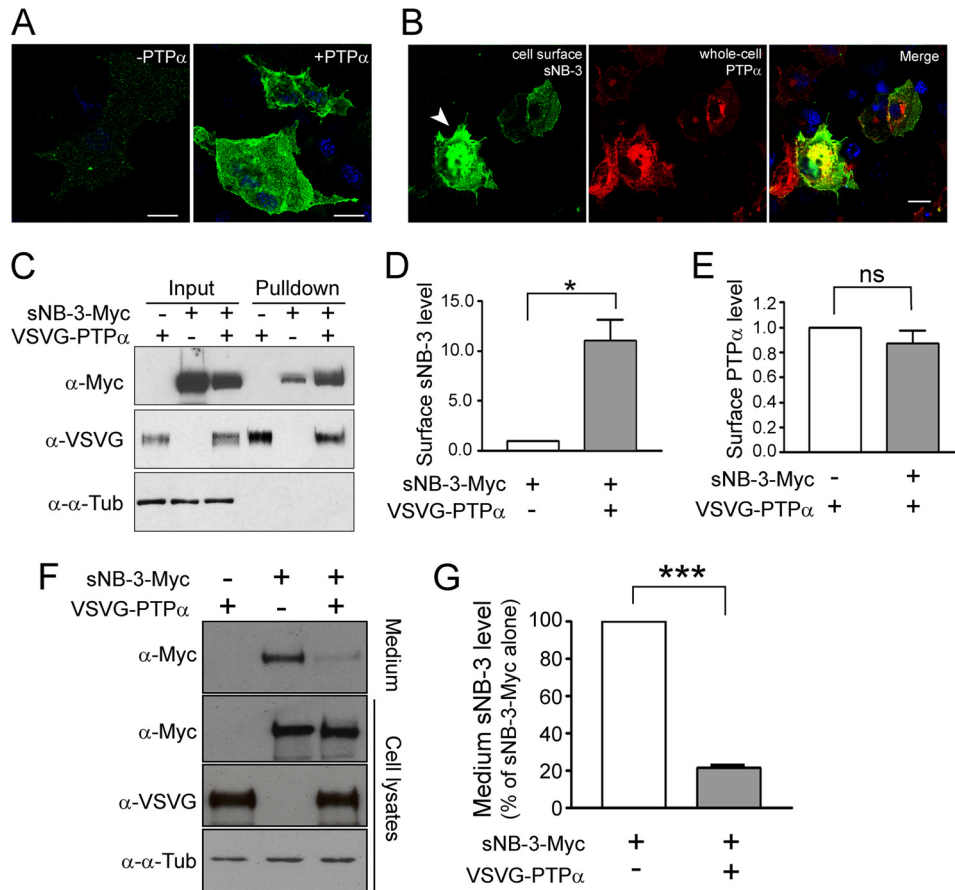 A
-PTPα
+PTPα
B
cell surface
sNB-3
whole-cell
PTPα
Merge
C
Input Pulldown
sNB-3-Myc - + + - + +
VSVG-PTPα + - + + - +
α-Myc
α-VSVG
α-α-Tub
D
*
15.0
10.0
5.0
0.0
Surface sNB-3 level
sNB-3-Myc + +
VSVG-PTPα - +
E
ns
1.2
1.0
0.8
0.6
0.4
0.2
0.0
Surface PTPα level
sNB-3-Myc - +
VSVG-PTPα + +
F
sNB-3-Myc - + +
VSVG-PTPα + - +
α-Myc
Medium
α-Myc
α-VSVG
α-α-Tub
Cell lysates
G
***
100
80
60
40
20
0
Medium sNB-3 level
(% of sNB-3-Myc alone)
sNB-3-Myc + +
VSVG-PTPα - +